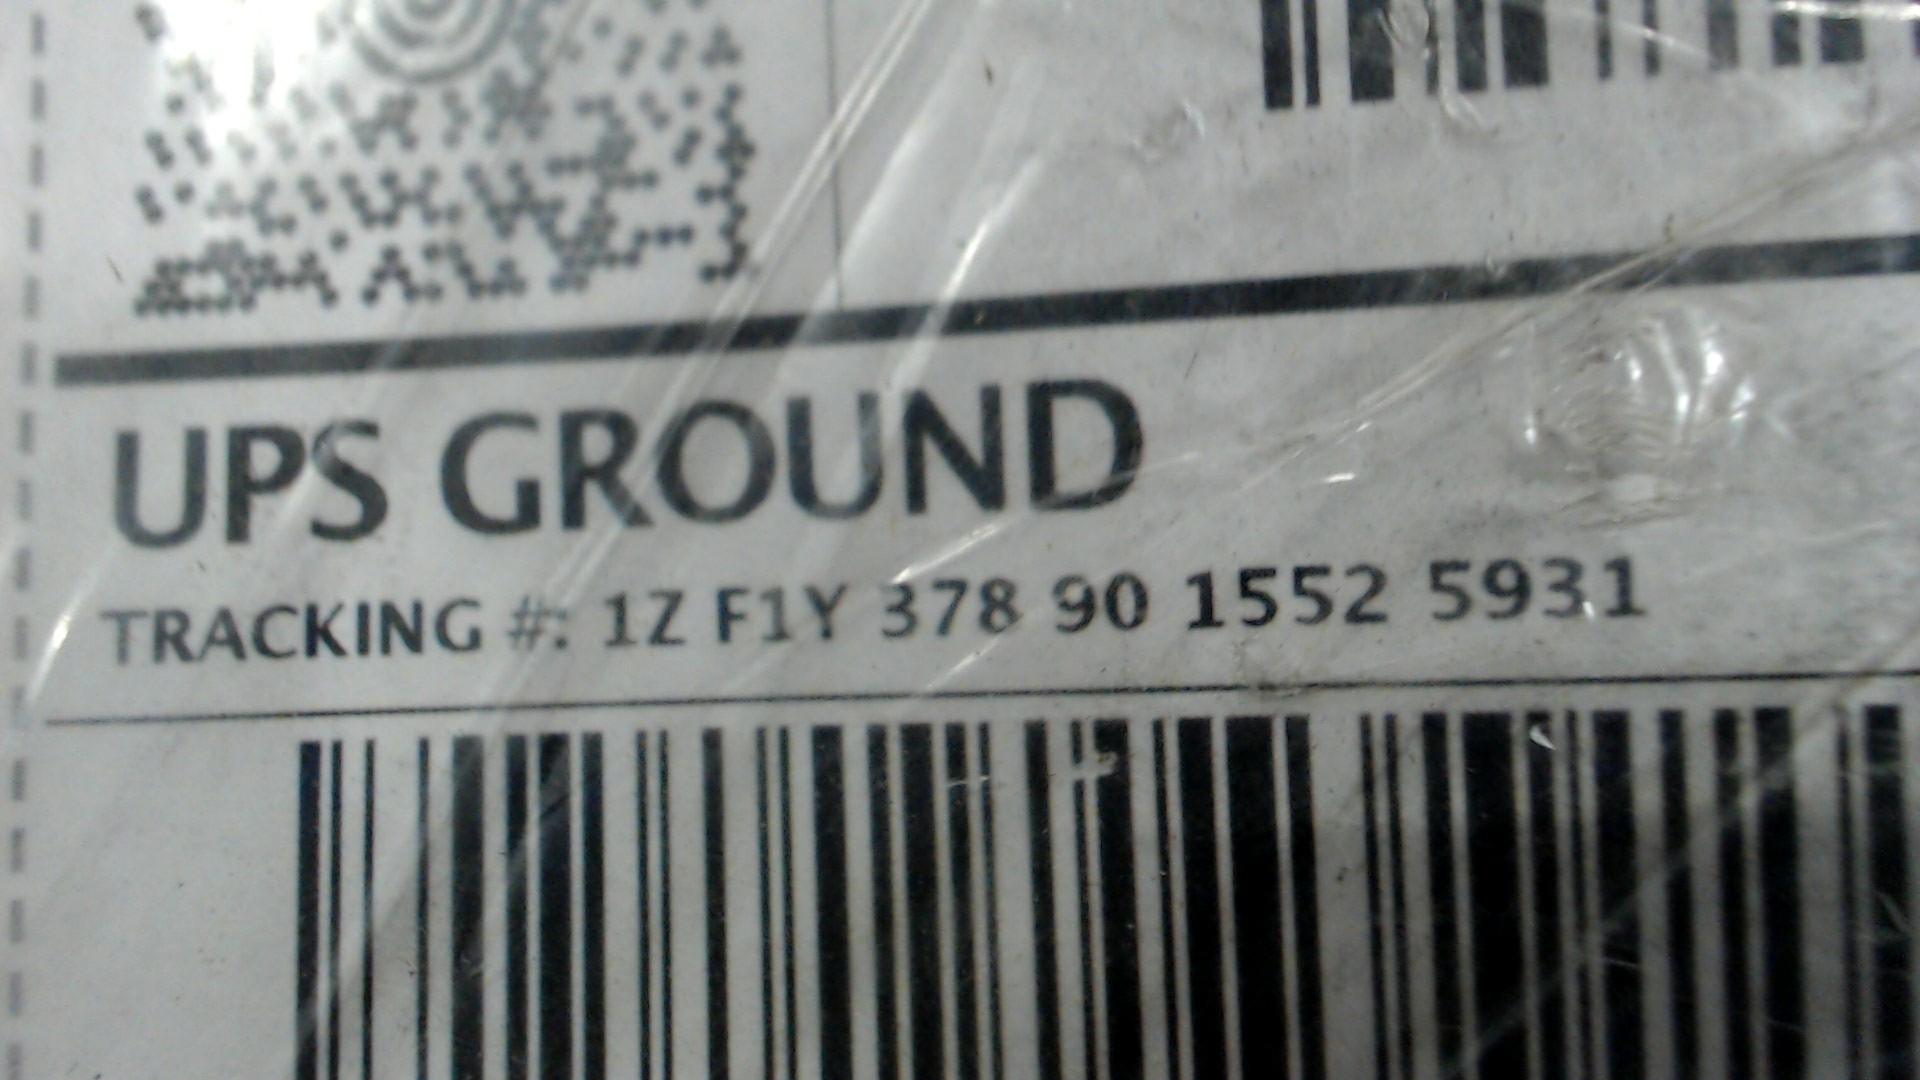 UPS GROUND
TRACKING #: 1Z F1Y 378 90 1552 5931